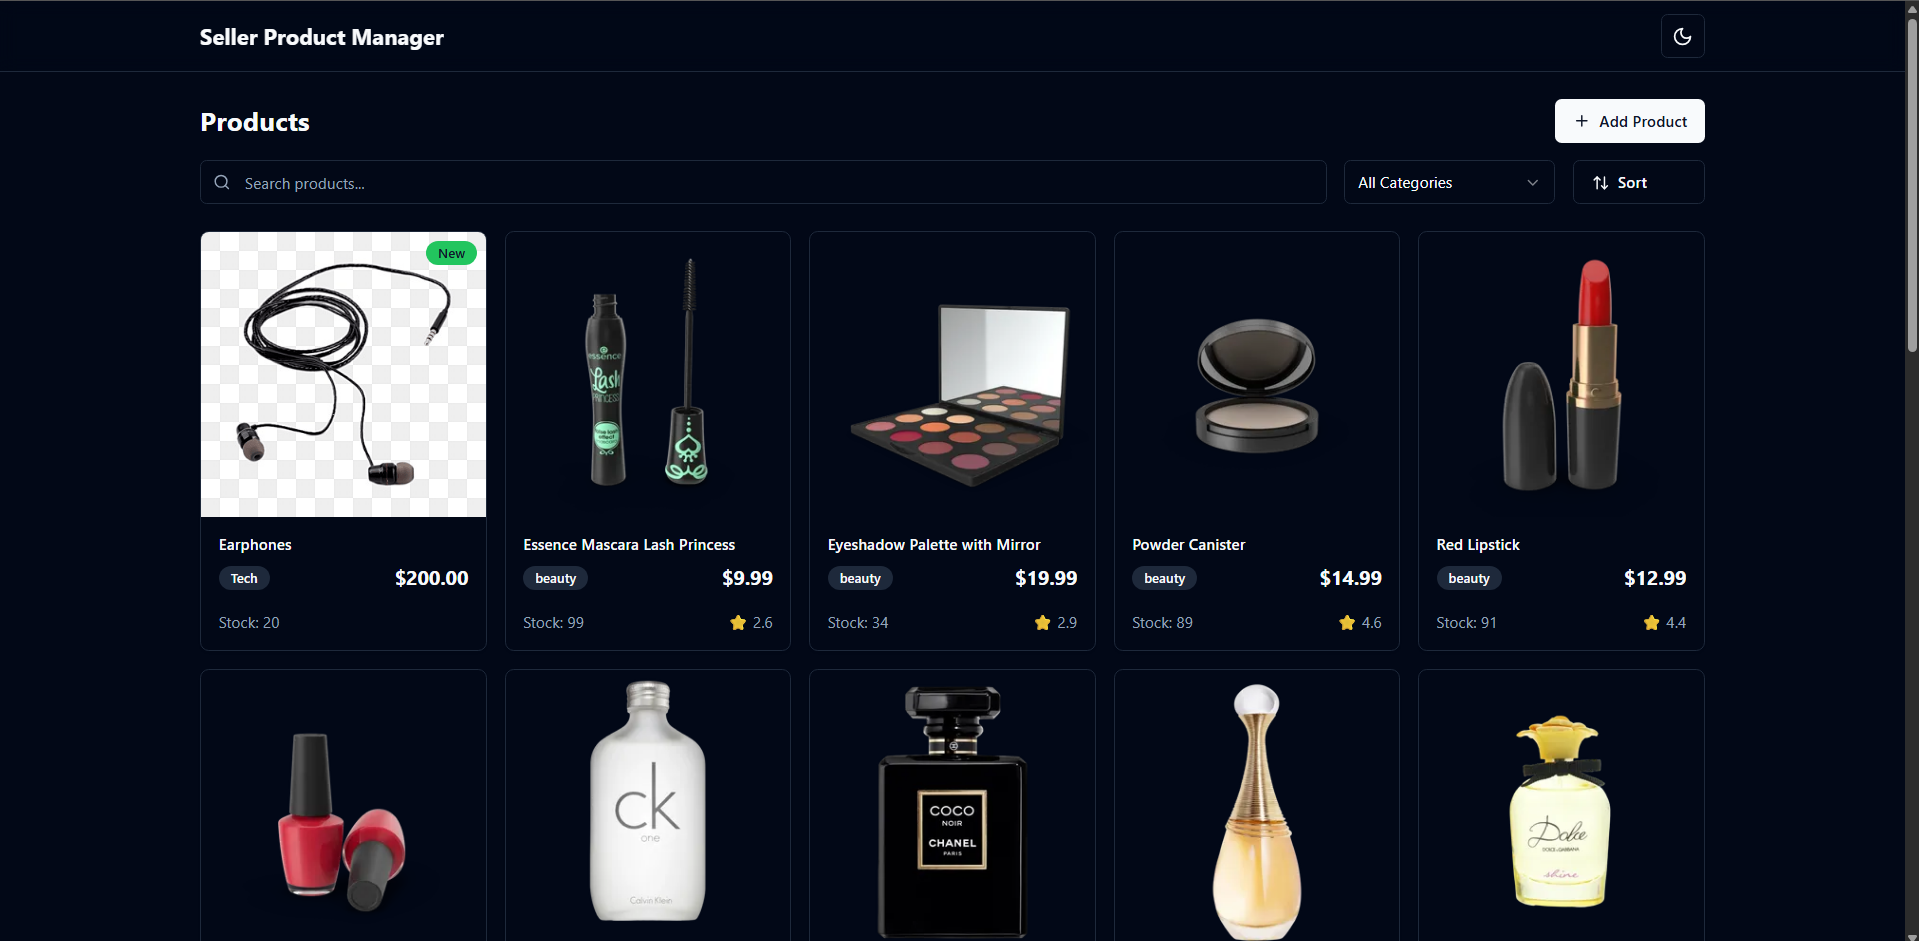 Seller Product Manager
Products
+ Add Product
Search products...
All Categories
Sort
New
essence
Lash
PRINCESS
Earphones
Tech
$200.00
Stock: 20
Essence Mascara Lash Princess
beauty
$9.99
Stock: 99
2.6
Eyeshadow Palette with Mirror
beauty
$19.99
Stock: 34
2.9
Powder Canister
beauty
$14.99
Stock: 89
4.6
Red Lipstick
beauty
$12.99
Stock: 91
4.4
ck
one
Calvin Klein
COCO
NOIR
CHANEL
PARIS
Dolce
DOLCE & GABBANA
shine